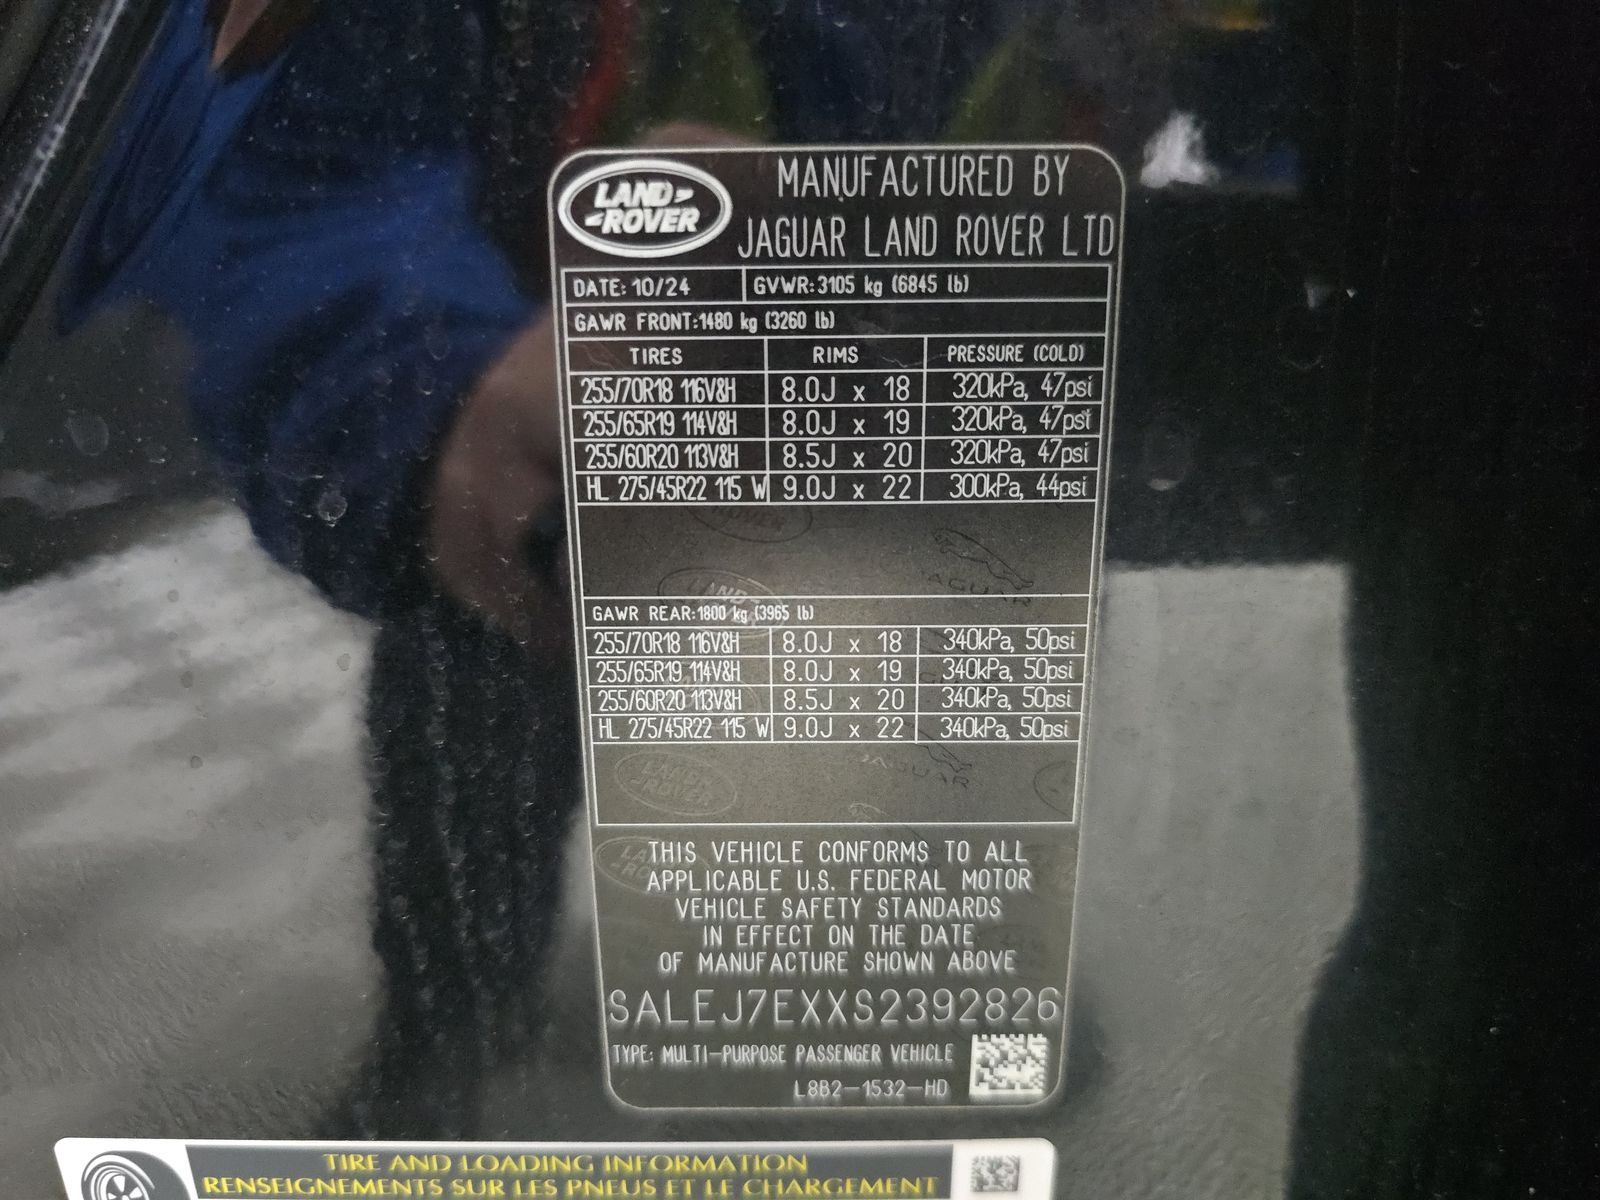 LAND ROVER
MANUFACTURED BY
JAGUAR LAND ROVER LTD
DATE: 10/24 GVWR: 3105 kg (6845 lb)
GAWR FRONT: 1480 kg (3260 lb)
TIRES RIMS PRESSURE (COLD)
255/70R18 116V&H 8.0J x 18 320kPa, 47psi
255/65R19 114V&H 8.0J x 19 320kPa, 47psi
255/60R20 113V&H 8.5J x 20 320kPa, 47psi
HL 275/45R22 115 W 9.0J x 22 300kPa, 44psi
GAWR REAR: 1800 kg (3965 lb)
255/70R18 116V&H 8.0J x 18 340kPa, 50psi
255/65R19 114V&H 8.0J x 19 340kPa, 50psi
255/60R20 113V&H 8.5J x 20 340kPa, 50psi
HL 275/45R22 115 W 9.0J x 22 340kPa, 50psi
THIS VEHICLE CONFORMS TO ALL
APPLICABLE U.S. FEDERAL MOTOR
VEHICLE SAFETY STANDARDS
IN EFFECT ON THE DATE
OF MANUFACTURE SHOWN ABOVE
SALEJ7EXXS2392826
TYPE: MULTI-PURPOSE PASSENGER VEHICLE
L8B2-1532-HD
TIRE AND LOADING INFORMATION
RENSEIGNEMENTS SUR LES PNEUS ET LE CHARGEMENT